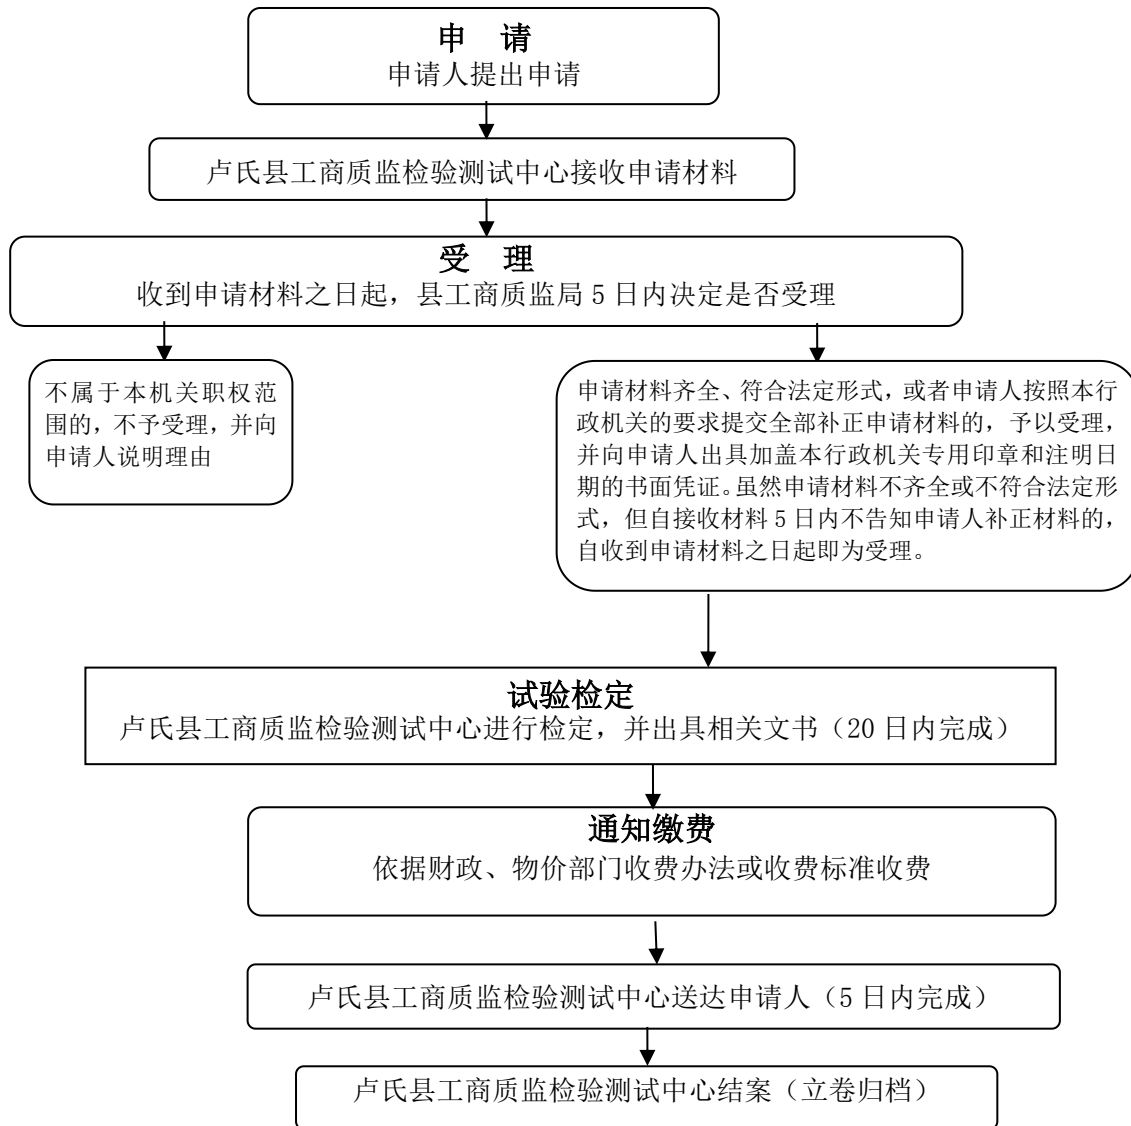 申 请
申请人提出申请
卢氏县工商质监检验测试中心接收申请材料
受 理
收到申请材料之日起，县工商质监局 5 日内决定是否受理
不属于本机关职权范
围的，不予受理，并向
申请人说明理由
申请材料齐全、符合法定形式，或者申请人按照本行
政机关的要求提交全部补正申请材料的，予以受理，
并向申请人出具加盖本行政机关专用印章和注明日
期的书面凭证。虽然申请材料不齐全或不符合法定形
式，但自接收材料 5 日内不告知申请人补正材料的，
自收到申请材料之日起即为受理。
试验检定
卢氏县工商质监检验测试中心进行检定，并出具相关文书（20 日内完成）
通知缴费
依据财政、物价部门收费办法或收费标准收费
卢氏县工商质监检验测试中心送达申请人（5 日内完成）
卢氏县工商质监检验测试中心结案（立卷归档）